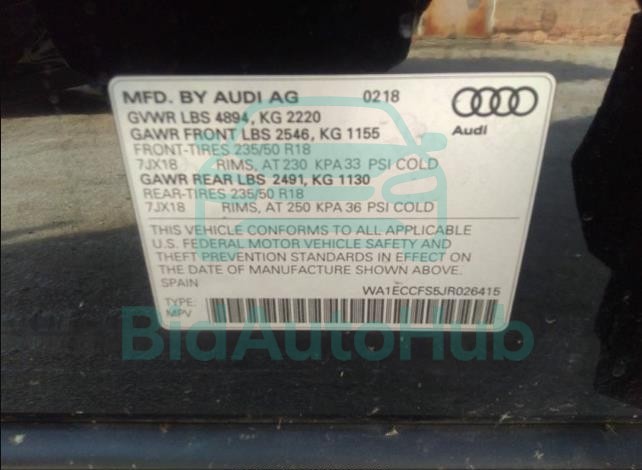 MFD. BY AUDI AG 0218
Audi
GVWR LBS 4894, KG 2220
GAWR FRONT LBS 2546, KG 1155
FRONT-TIRES 235/50 R18
7JX18 RIMS, AT 230 KPA 33 PSI COLD
GAWR REAR LBS 2491, KG 1130
REAR-TIRES 235/50 R18
7JX18 RIMS, AT 250 KPA 36 PSI COLD
THIS VEHICLE CONFORMS TO ALL APPLICABLE
U.S. FEDERAL MOTOR VEHICLE SAFETY AND
THEFT PREVENTION STANDARDS IN EFFECT ON
THE DATE OF MANUFACTURE SHOWN ABOVE.
SPAIN WA1ECCFS5JR026415
TYPE:
MPV
BidAutoHub